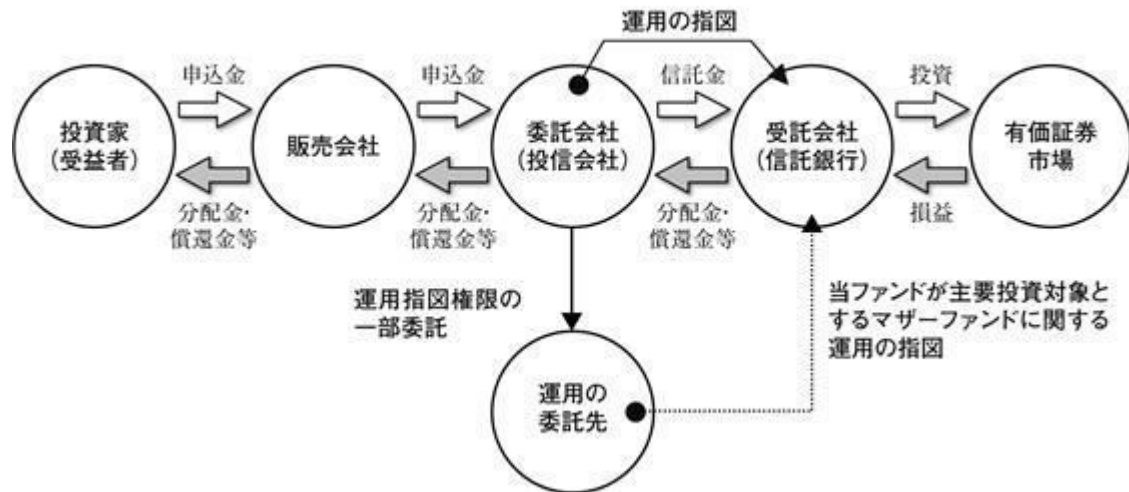 運用の指図
申込金
申込金
信託金
投資
投資家
(受益者)
販売会社
委託会社
(投信会社)
受託会社
(信託銀行)
有価証券
市場
分配金・
償還金等
分配金・
償還金等
分配金・
償還金等
損益
運用指図権限の
一部委託
当ファンドが主要投資対象と
するマザーファンドに関する
運用の指図
運用の
委託先